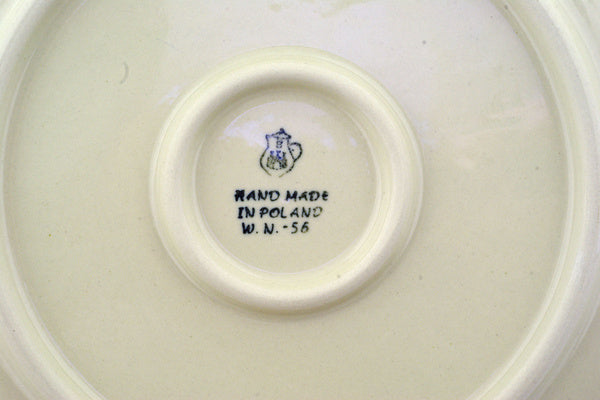 HAND MADE
IN POLAND
W. N. -56